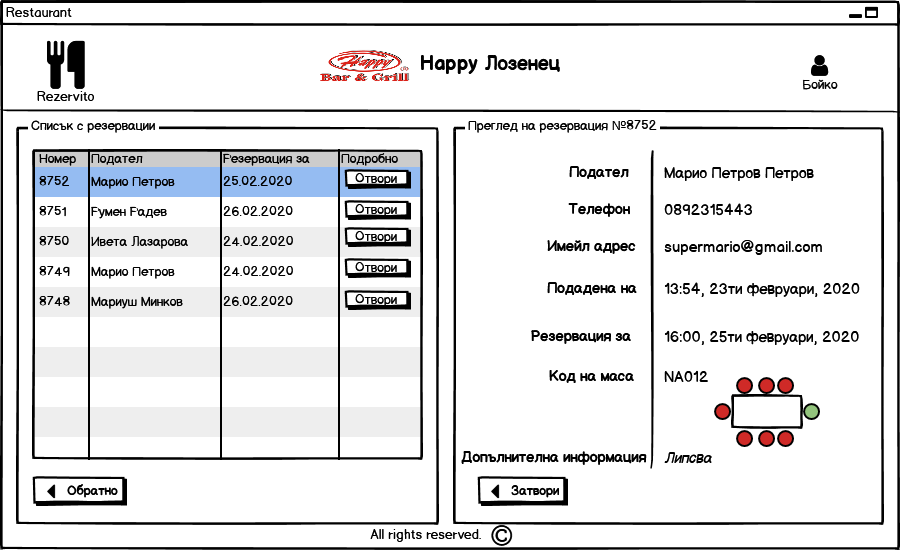 Restaurant
Rezervito
Happy
Bar & Grill
Happy Лозенец
Бойко
Списък с резервации
Номер Подател Резервация за Подробно
8752 Марио Петров 25.02.2020 Отвори
8751 Румен Радев 26.02.2020 Отвори
8750 Ивета Лазарова 24.02.2020 Отвори
8749 Марио Петров 24.02.2020 Отвори
8748 Мариуш Минков 26.02.2020 Отвори
Обратно
Преглед на резервация №8752
Подател Марио Петров Петров
Телефон 0892315443
Имейл адрес supermario@gmail.com
Подадена на 13:54, 23ти февруари, 2020
Резервация за 16:00, 25ти февруари, 2020
Код на маса NA012
Допълнителна информация Липсва
Затвори
All rights reserved. ©